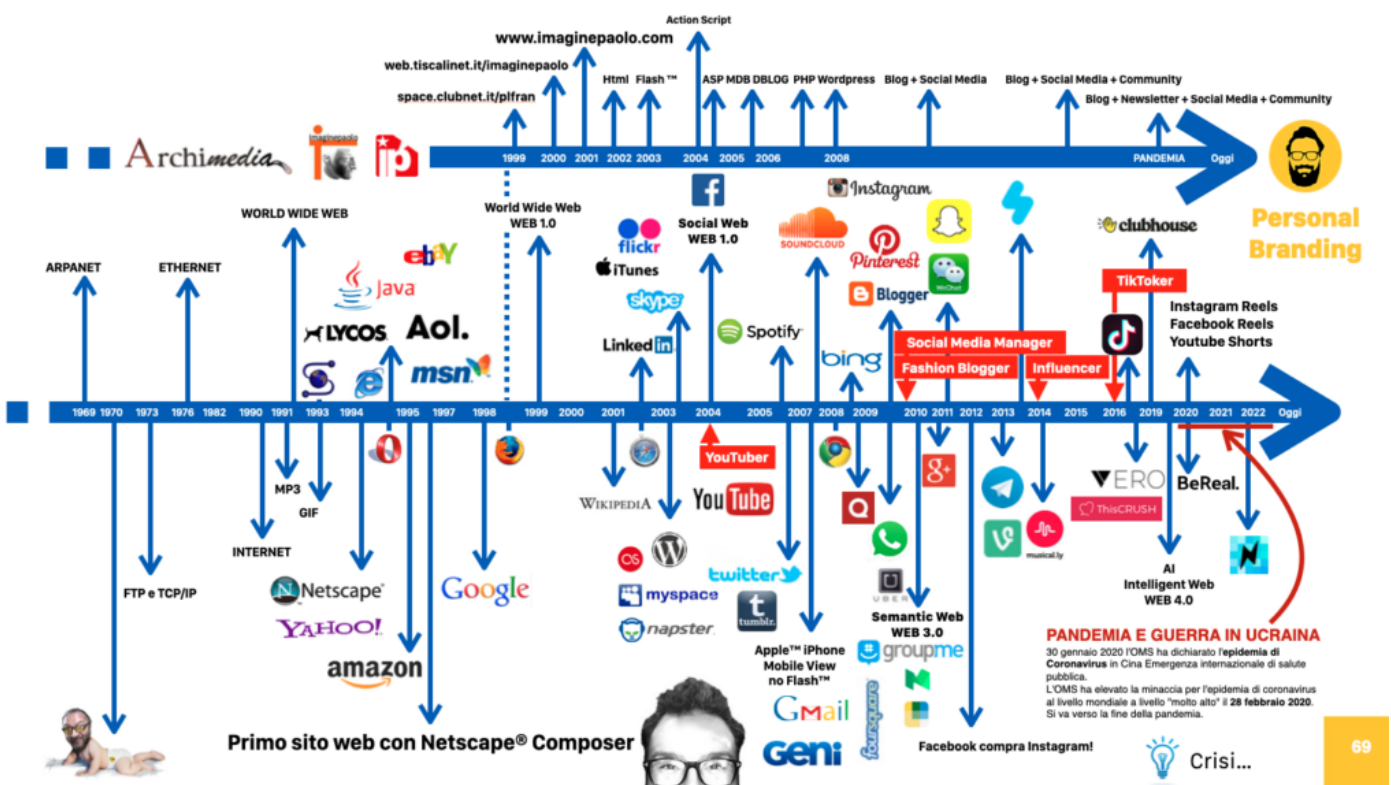 Action Script
www.imaginepaolo.com
web.tiscalinet.it/imaginepaolo
space.clubnet.it/plfran
Html Flash ™ ASP MDB DBLOG PHP Wordpress
Blog + Social Media
Blog + Social Media + Community
Blog + Newsletter + Social Media + Community
Archimedia
imaginepaolo
1999 2000 2001 2002 2003 2004 2005 2006 2008 PANDEMIA Oggi
Personal
Branding
ARPANET
ETHERNET
WORLD WIDE WEB
ebay
Java
LYCOS
Aol.
msn
World Wide Web
WEB 1.0
flickr
iTunes
skype
Linked in
Social Web
WEB 1.0
Spotify
SOUNDCLOUD
Instagram
Pinterest
Blogger
bing
WeChat
clubhouse
TikToker
Instagram Reels
Facebook Reels
Youtube Shorts
Social Media Manager
Fashion Blogger
Influencer
1969 1970 1973 1976 1982 1990 1991 1993 1994 1995 1997 1998 1999 2000 2001 2003 2004 2005 2007 2008 2009 2010 2011 2012 2013 2014 2015 2016 2019 2020 2021 2022 Oggi
YouTuber
MP3
GIF
INTERNET
FTP e TCP/IP
Netscape
YAHOO!
amazon
Google
WIKIPEDIA
You Tube
myspace
napster
twitter
t
tumblr.
Apple™ iPhone
Mobile View
no Flash™
Gmail
GENi
UBER
Semantic Web
WEB 3.0
groupme
foursquare
g+
musical.ly
VERO
ThisCRUSH
BeReal.
AI
Intelligent Web
WEB 4.0
N
Primo sito web con Netscape® Composer
Facebook compra Instagram!
PANDEMIA E GUERRA IN UCRAINA
30 gennaio 2020 l'OMS ha dichiarato l'epidemia di
Coronavirus in Cina Emergenza internazionale di salute
pubblica.
L'OMS ha elevato la minaccia per l'epidemia di coronavirus
al livello mondiale a livello "molto alto" il 28 febbraio 2020.
Si va verso la fine della pandemia.
Crisi...
69